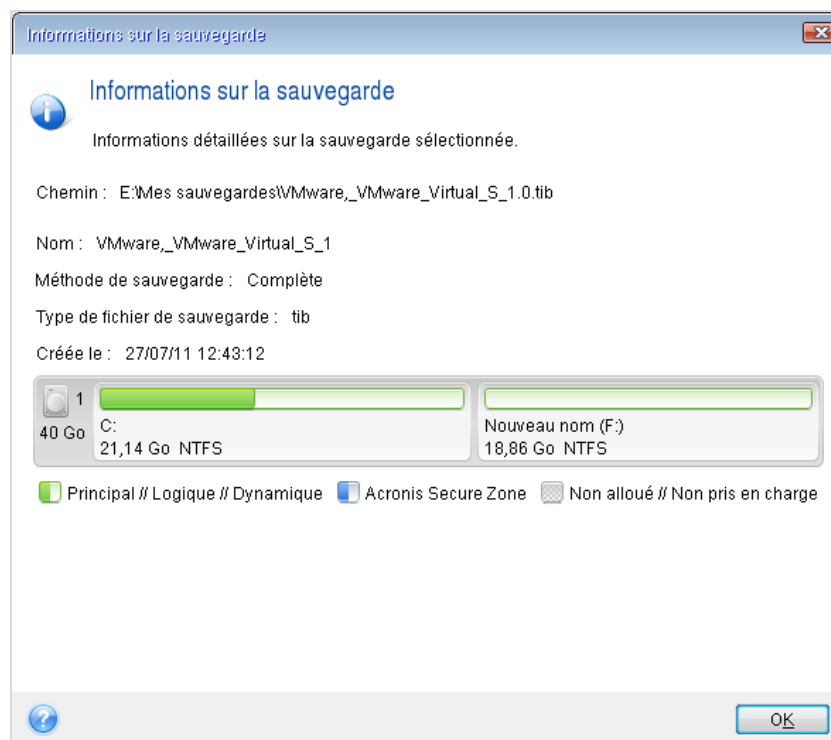 Informations sur la sauvegarde
Informations sur la sauvegarde
Informations détaillées sur la sauvegarde sélectionnée.
Chemin : E:\Mes sauvegardes\VMware,_VMware_Virtual_S_1.0.tib
Nom : VMware,_VMware_Virtual_S_1
Méthode de sauvegarde : Complète
Type de fichier de sauvegarde : tib
Créée le : 27/07/11 12:43:12
1
40 Go
C:
21,14 Go NTFS
Nouveau nom (F:)
18,86 Go NTFS
Principal // Logique // Dynamique Acronis Secure Zone Non alloué // Non pris en charge
OK